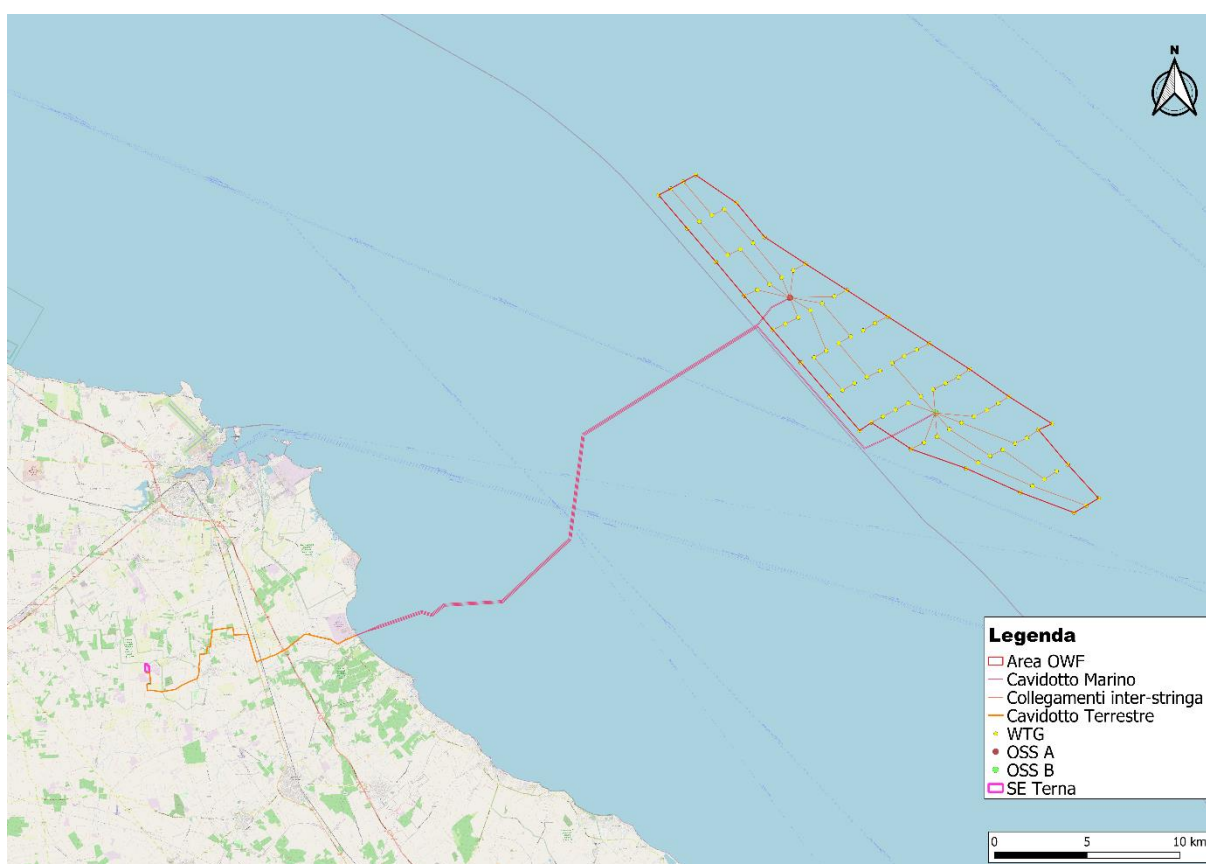 N
Legenda
Area OWF
Cavidotto Marino
Collegamenti inter-stringa
Cavidotto Terrestre
WTG
OSS A
OSS B
SE Terna
0 5 10 km